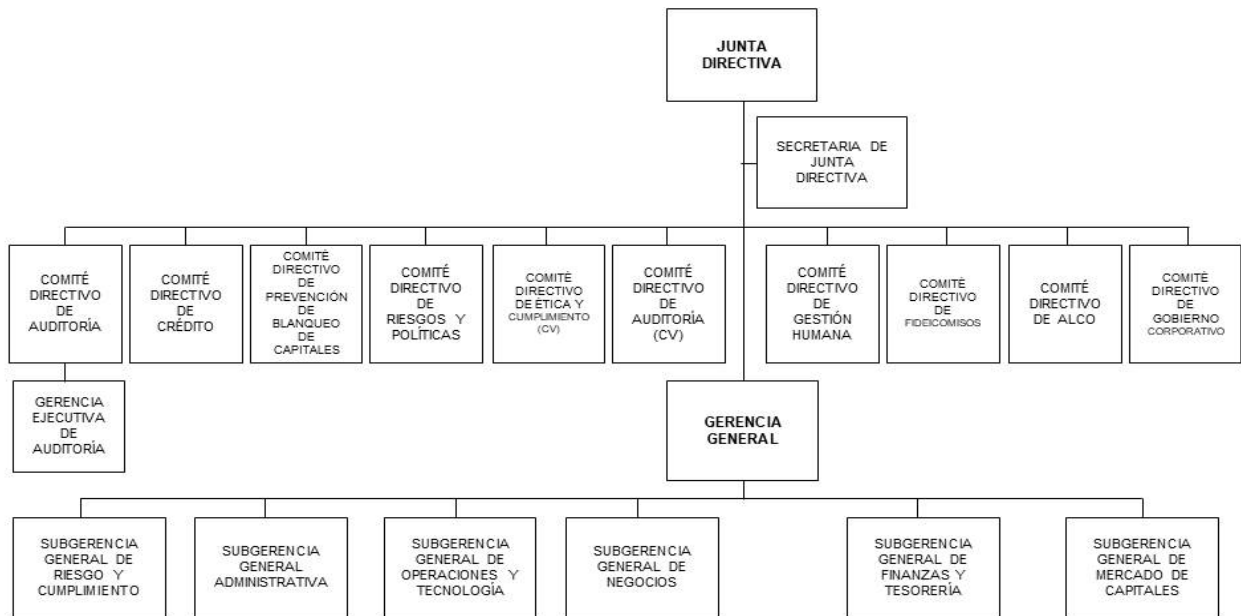 JUNTA
DIRECTIVA
SECRETARIA DE
JUNTA
DIRECTIVA
COMITÉ
DIRECTIVO
DE
AUDITORÍA
COMITÉ
DIRECTIVO
DE
CRÉDITO
COMITÉ
DIRECTIVO
DE
PREVENCIÓN
DE
BLANQUEO
DE
CAPITALES
COMITÉ
DIRECTIVO
DE
RIESGOS Y
POLÍTICAS
COMITÉ
DIRECTIVO
DE ÉTICA Y
CUMPLIMIENTO
(CV)
COMITÉ
DIRECTIVO
DE
AUDITORÍA
(CV)
COMITÉ
DIRECTIVO
DE
GESTIÓN
HUMANA
COMITÉ
DIRECTIVO
DE
FIDEICOMISOS
COMITÉ
DIRECTIVO
DE ALCO
COMITÉ
DIRECTIVO
DE
GOBIERNO
CORPORATIVO
GERENCIA
EJECUTIVA
DE
AUDITORÍA
GERENCIA
GENERAL
SUBGERENCIA
GENERAL DE
RIESGO Y
CUMPLIMIENTO
SUBGERENCIA
GENERAL
ADMINISTRATIVA
SUBGERENCIA
GENERAL DE
OPERACIONES Y
TECNOLOGÍA
SUBGERENCIA
GENERAL DE
NEGOCIOS
SUBGERENCIA
GENERAL DE
FINANZAS Y
TESORERÍA
SUBGERENCIA
GENERAL DE
MERCADO DE
CAPITALES